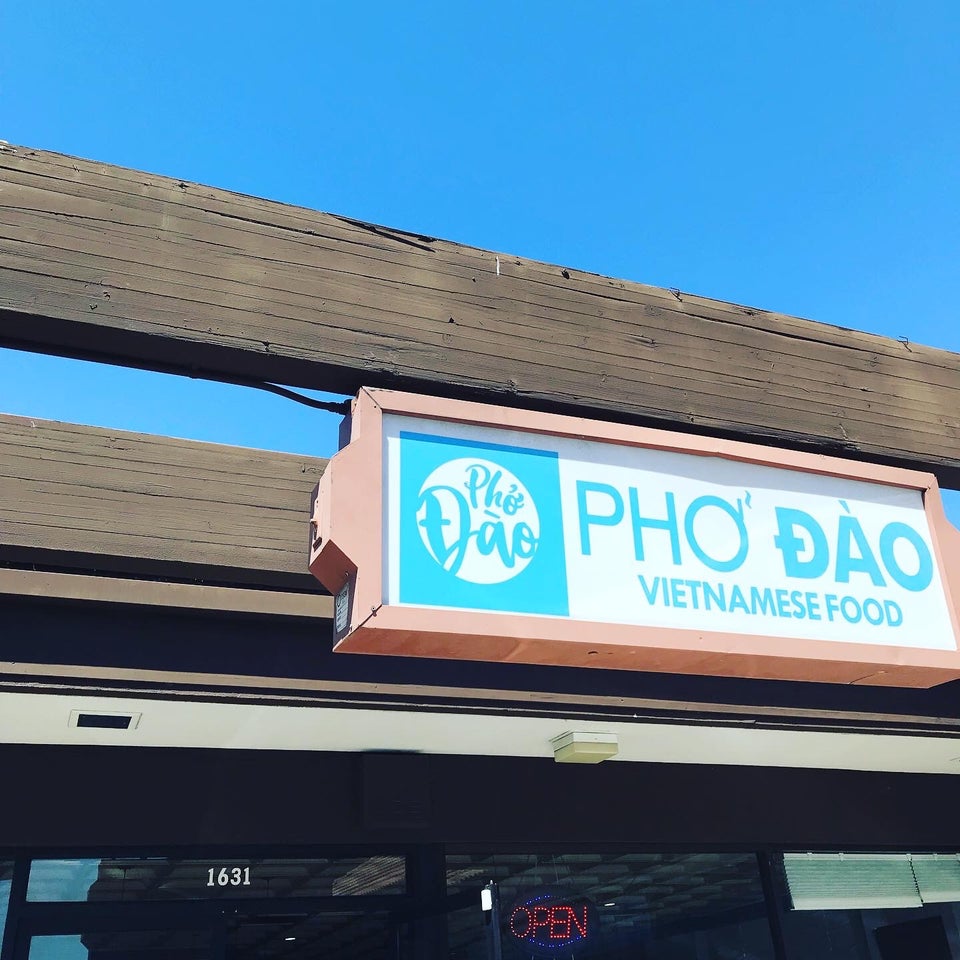 Phở
Đào
PHỞ ĐÀO
VIETNAMESE FOOD
1631
OPEN